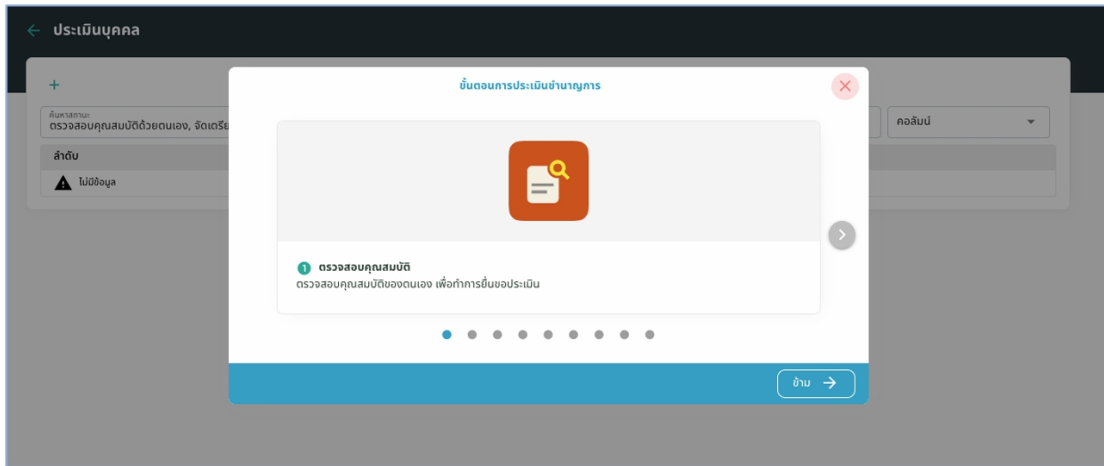 ประเมินบุคคล
ขั้นตอนการประเมินชำนาญการ
ค้นหาสถานะ
ตรวจสอบคุณสมบัติด้วยตนเอง, จัดเตรีย
คอลัมน์
ลำดับ
ไม่มีข้อมูล
1 ตรวจสอบคุณสมบัติ
ตรวจสอบคุณสมบัติของตนเอง เพื่อทำการยื่นขอประเมิน
ข้าม